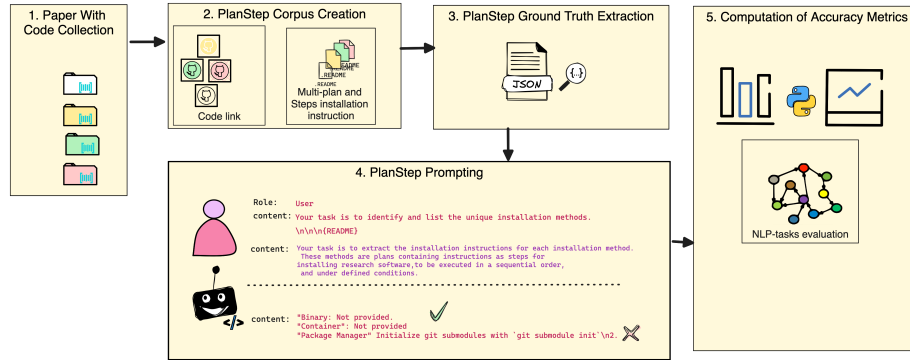 1. Paper With
Code Collection
2. PlanStep Corpus Creation
Code link
README
README
README
README
Multi-plan and
Steps installation
instruction
3. PlanStep Ground Truth Extraction
JSON
{..}
4. PlanStep Prompting
Role: User
content: Your task is to identify and list the unique installation methods.
\n\n\n{README}
content: Your task is to extract the installation instructions for each installation method.
These methods are plans containing instructions as steps for
installing research software,to be executed in a sequential order,
and under defined conditions.
</>
content: "Binary: Not provided.
"Container": Not provided
"Package Manager" Initialize git submodules with `git submodule init`\n2.
5. Computation of Accuracy Metrics
NLP-tasks evaluation